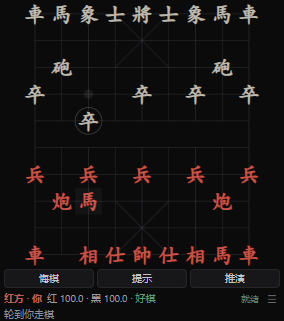 車馬象士將士象馬車
砲 砲
卒 卒 卒 卒
卒
兵 兵 兵 兵 兵
炮 馬 炮
車 相仕帥仕相馬車
悔棋 提示 推演
红方 · 你 红 100.0 · 黑 100.0 · 好棋 就绪 ☰
轮到你走棋